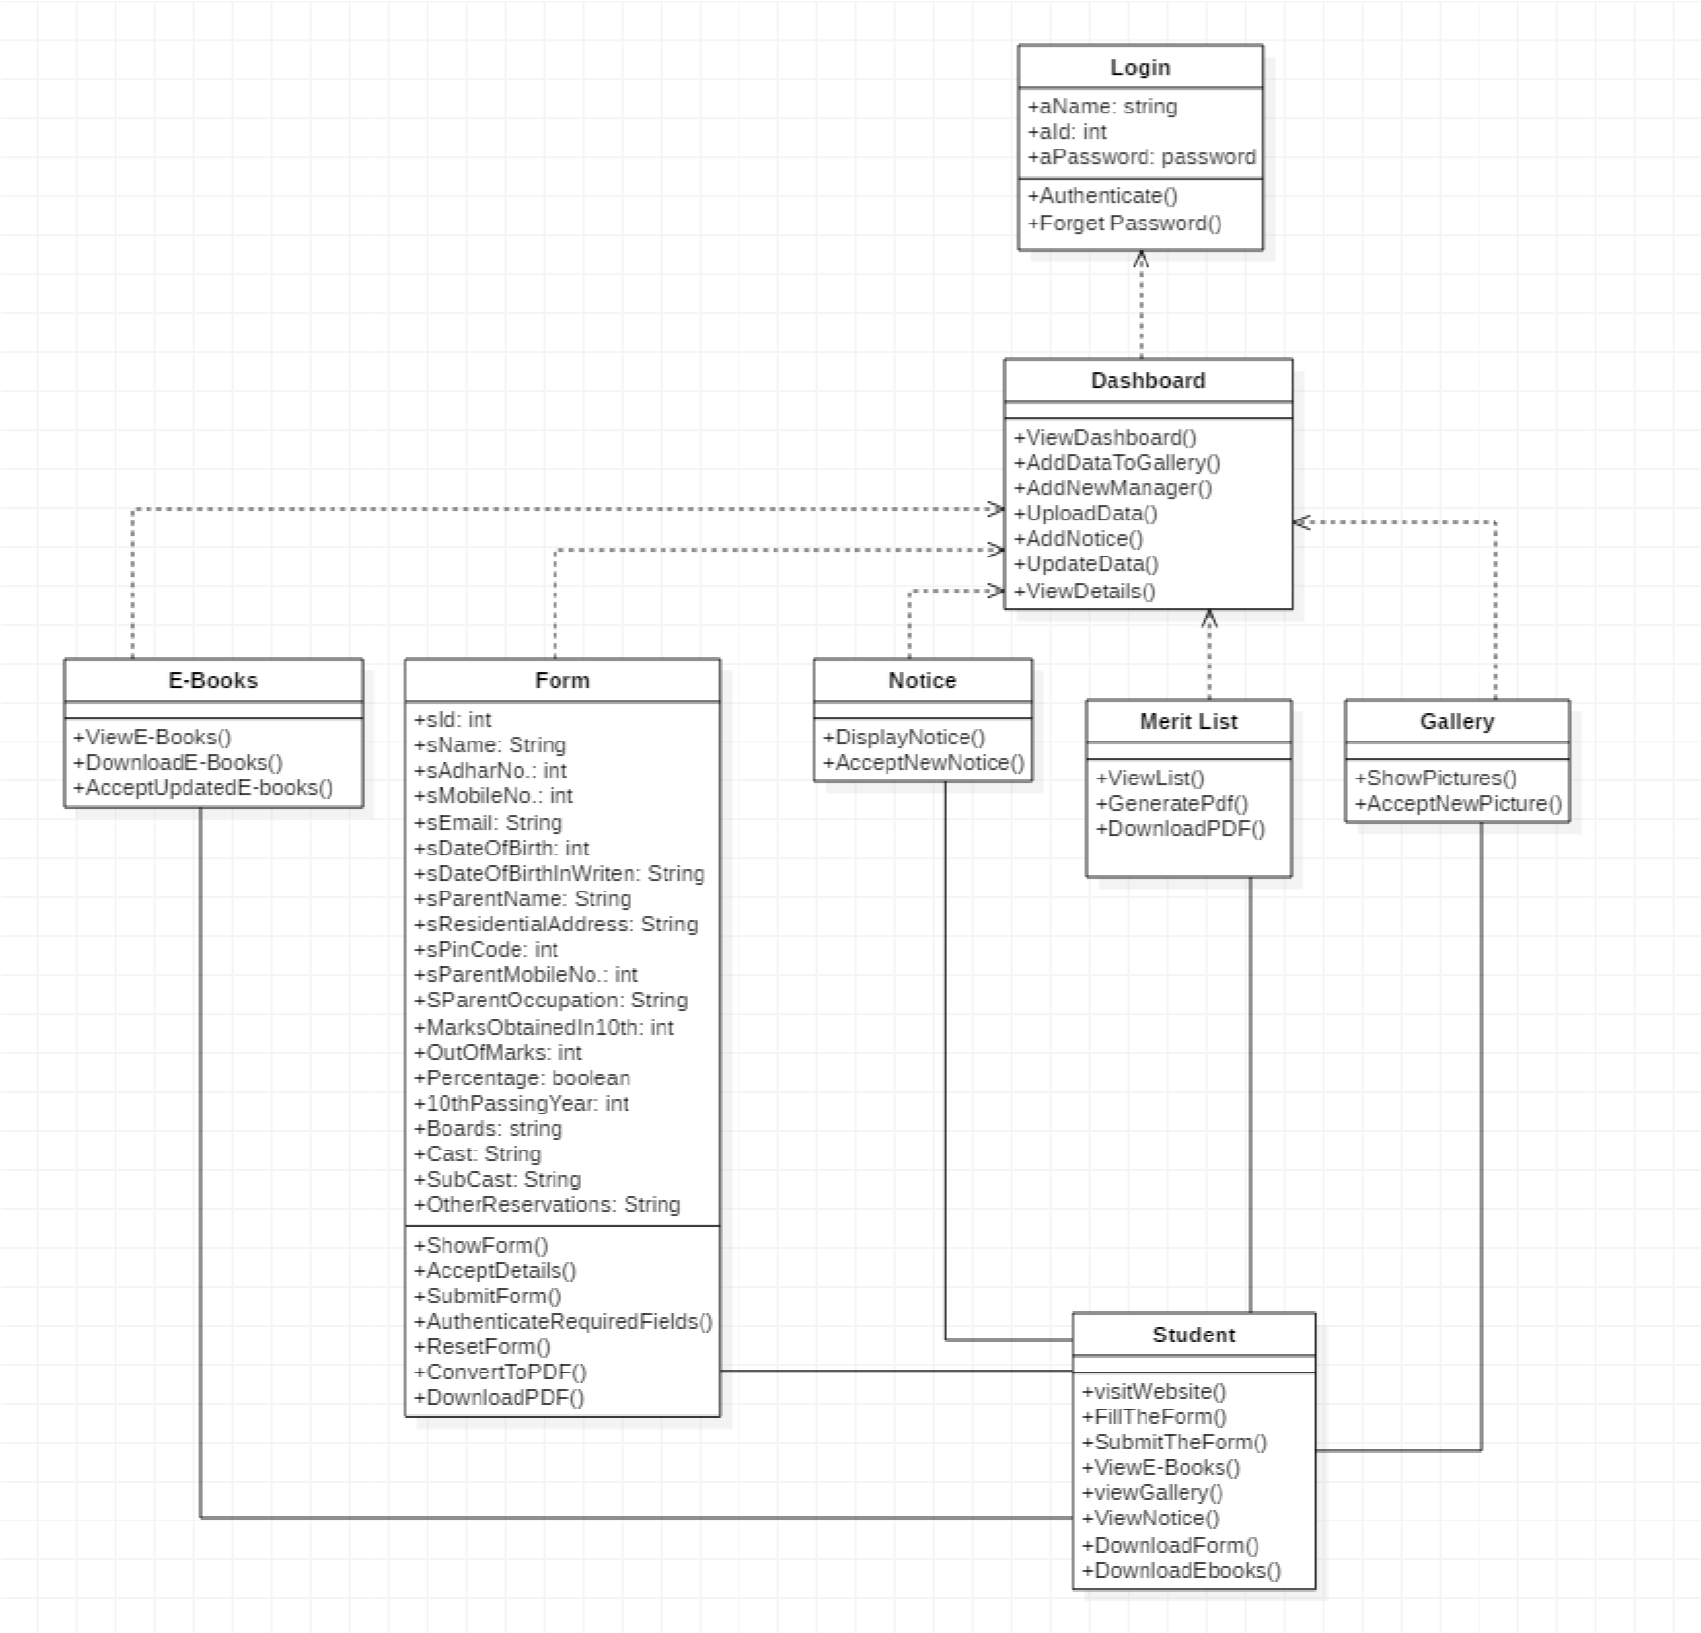 Login
+aName: string
+aId: int
+aPassword: password
+Authenticate()
+Forget Password()
Dashboard
+ViewDashboard()
+AddDataToGallery()
+AddNewManager()
+UploadData()
+AddNotice()
+UpdateData()
+ViewDetails()
E-Books
+ViewE-Books()
+DownloadE-Books()
+AcceptUpdatedE-books()
Form
+sId: int
+sName: String
+sAdharNo.: int
+sMobileNo.: int
+sEmail: String
+sDateOfBirth: int
+sDateOfBirthInWriten: String
+sParentName: String
+sResidentialAddress: String
+sPinCode: int
+sParentMobileNo.: int
+SParentOccupation: String
+MarksObtainedIn10th: int
+OutOfMarks: int
+Percentage: boolean
+10thPassingYear: int
+Boards: string
+Cast: String
+SubCast: String
+OtherReservations: String
+ShowForm()
+AcceptDetails()
+SubmitForm()
+AuthenticateRequiredFields()
+ResetForm()
+ConvertToPDF()
+DownloadPDF()
Notice
+DisplayNotice()
+AcceptNewNotice()
Merit List
+ViewList()
+GeneratePdf()
+DownloadPDF()
Gallery
+ShowPictures()
+AcceptNewPicture()
Student
+visitWebsite()
+FillTheForm()
+SubmitTheForm()
+ViewE-Books()
+viewGallery()
+ViewNotice()
+DownloadForm()
+DownloadEbooks()